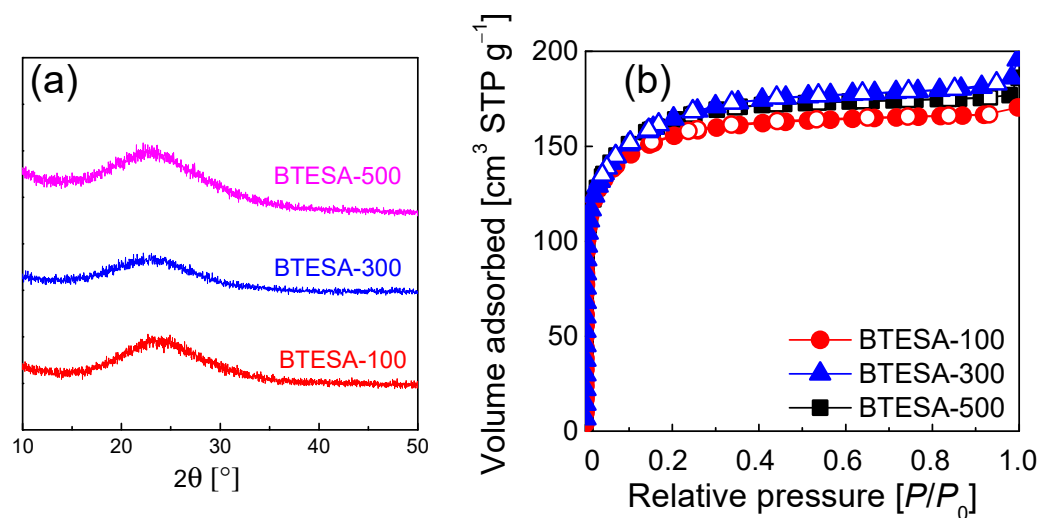 (a)
BTESA-500
BTESA-300
BTESA-100
10 20 30 40 50
2θ [°]
(b)
Volume adsorbed [cm³ STP g⁻¹]
200
150
100
50
0
BTESA-100
BTESA-300
BTESA-500
0 0.2 0.4 0.6 0.8 1.0
Relative pressure [P/P₀]